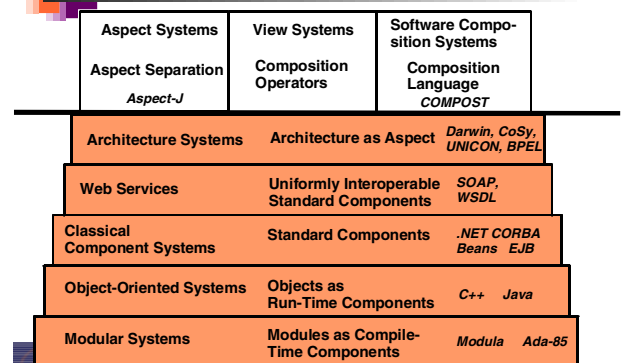 Aspect Systems
View Systems
Software Compo-
sition Systems
Aspect Separation
Composition
Operators
Composition
Language
Aspect-J
COMPOST
Architecture Systems
Architecture as Aspect
Darwin, CoSy,
UNICON, BPEL
Web Services
Uniformly Interoperable
Standard Components
SOAP,
WSDL
Classical
Component Systems
Standard Components
.NET CORBA
Beans EJB
Object-Oriented Systems
Objects as
Run-Time Components
C++ Java
Modular Systems
Modules as Compile-
Time Components
Modula Ada-85